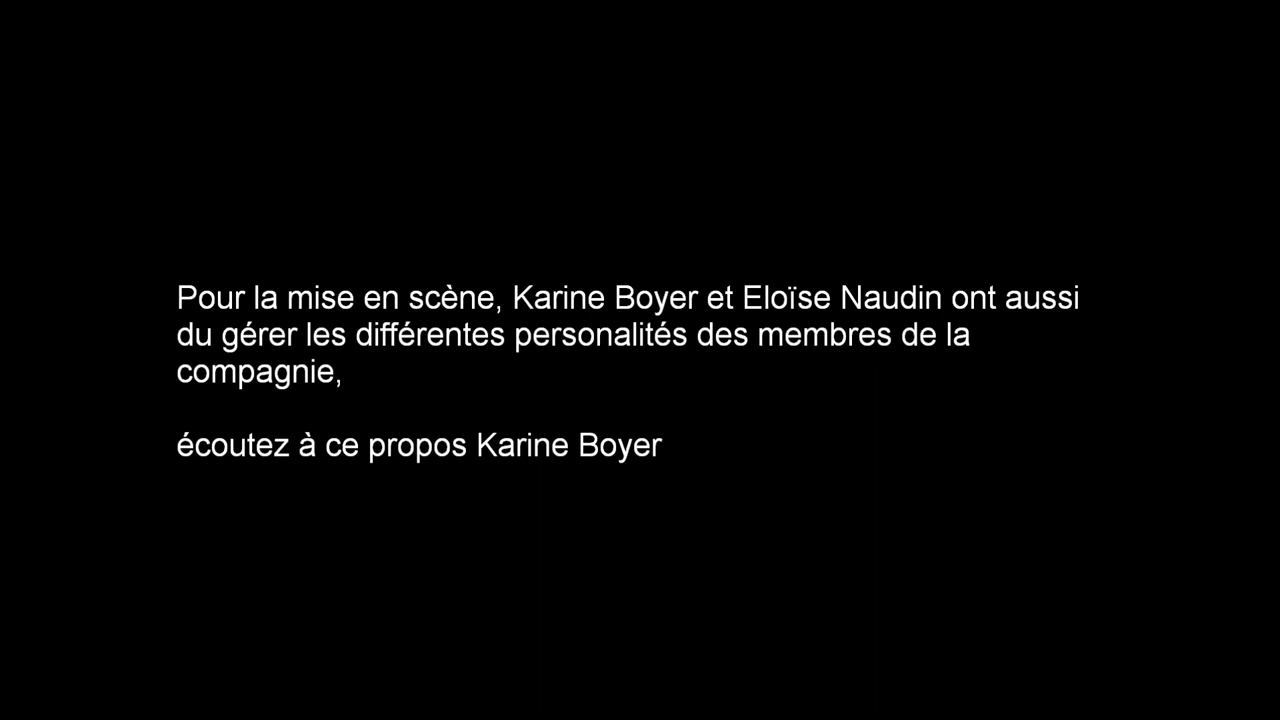 Pour la mise en scène, Karine Boyer et Eloïse Naudin ont aussi
du gérer les différentes personalités des membres de la
compagnie,
écoutez à ce propos Karine Boyer